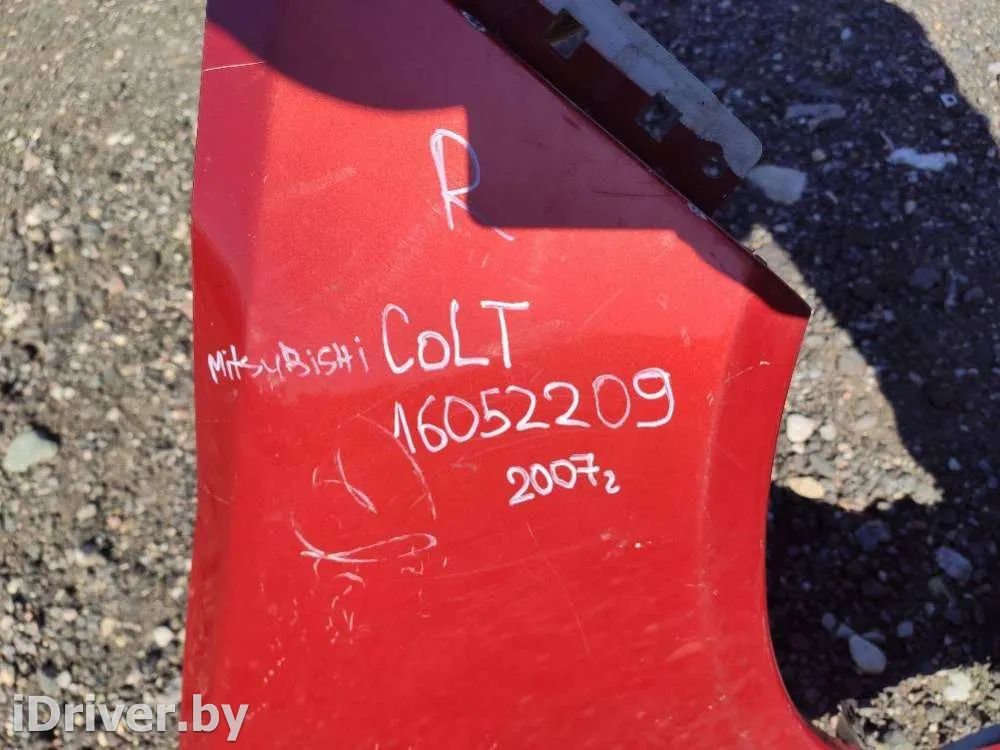 R
MitsuBiSHi COLT
16052209
2007г
iDriver.by